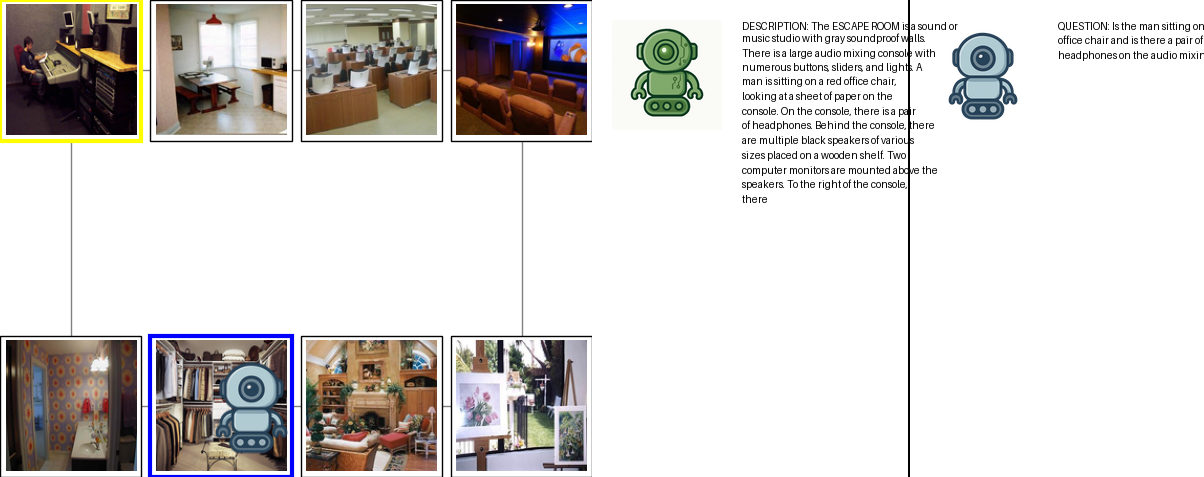 DESCRIPTION: The ESCAPE ROOM is a sound or
music studio with gray soundproof walls.
There is a large audio mixing console with
numerous buttons, sliders, and lights. A
man is sitting on a red office chair,
looking at a sheet of paper on the
console. On the console, there is a pair
of headphones. Behind the console, there
are multiple black speakers of various
sizes placed on a wooden shelf. Two
computer monitors are mounted above the
speakers. To the right of the console,
there
QUESTION: Is the man sitting on
office chair and is there a pair of
headphones on the audio mixin